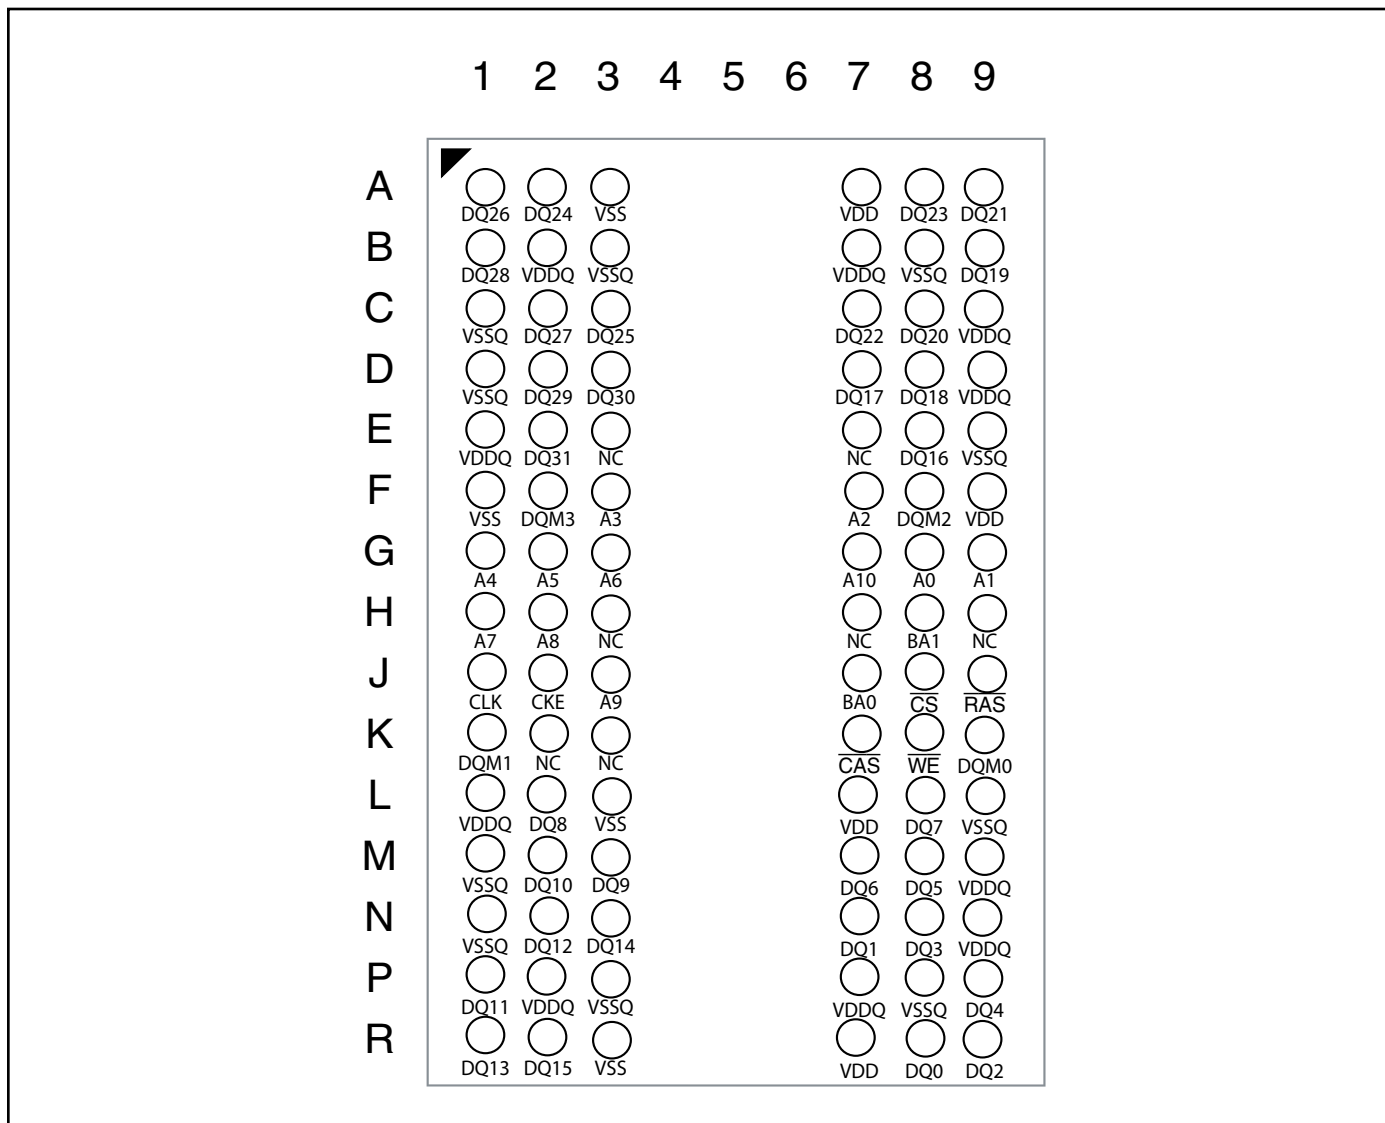 1 2 3 4 5 6 7 8 9
A
DQ26 DQ24 VSS VDD DQ23 DQ21
B
DQ28 VDDQ VSSQ VDDQ VSSQ DQ19
C
VSSQ DQ27 DQ25 DQ22 DQ20 VDDQ
D
VSSQ DQ29 DQ30 DQ17 DQ18 VDDQ
E
VDDQ DQ31 NC NC DQ16 VSSQ
F
VSS DQM3 A3 A2 DQM2 VDD
G
A4 A5 A6 A10 A0 A1
H
A7 A8 NC NC BA1 NC
J
CLK CKE A9 BA0 C̅S̅ R̅A̅S̅
K
DQM1 NC NC C̅A̅S̅ W̅E̅ DQM0
L
VDDQ DQ8 VSS VDD DQ7 VSSQ
M
VSSQ DQ10 DQ9 DQ6 DQ5 VDDQ
N
VSSQ DQ12 DQ14 DQ1 DQ3 VDDQ
P
DQ11 VDDQ VSSQ VDDQ VSSQ DQ4
R
DQ13 DQ15 VSS VDD DQ0 DQ2